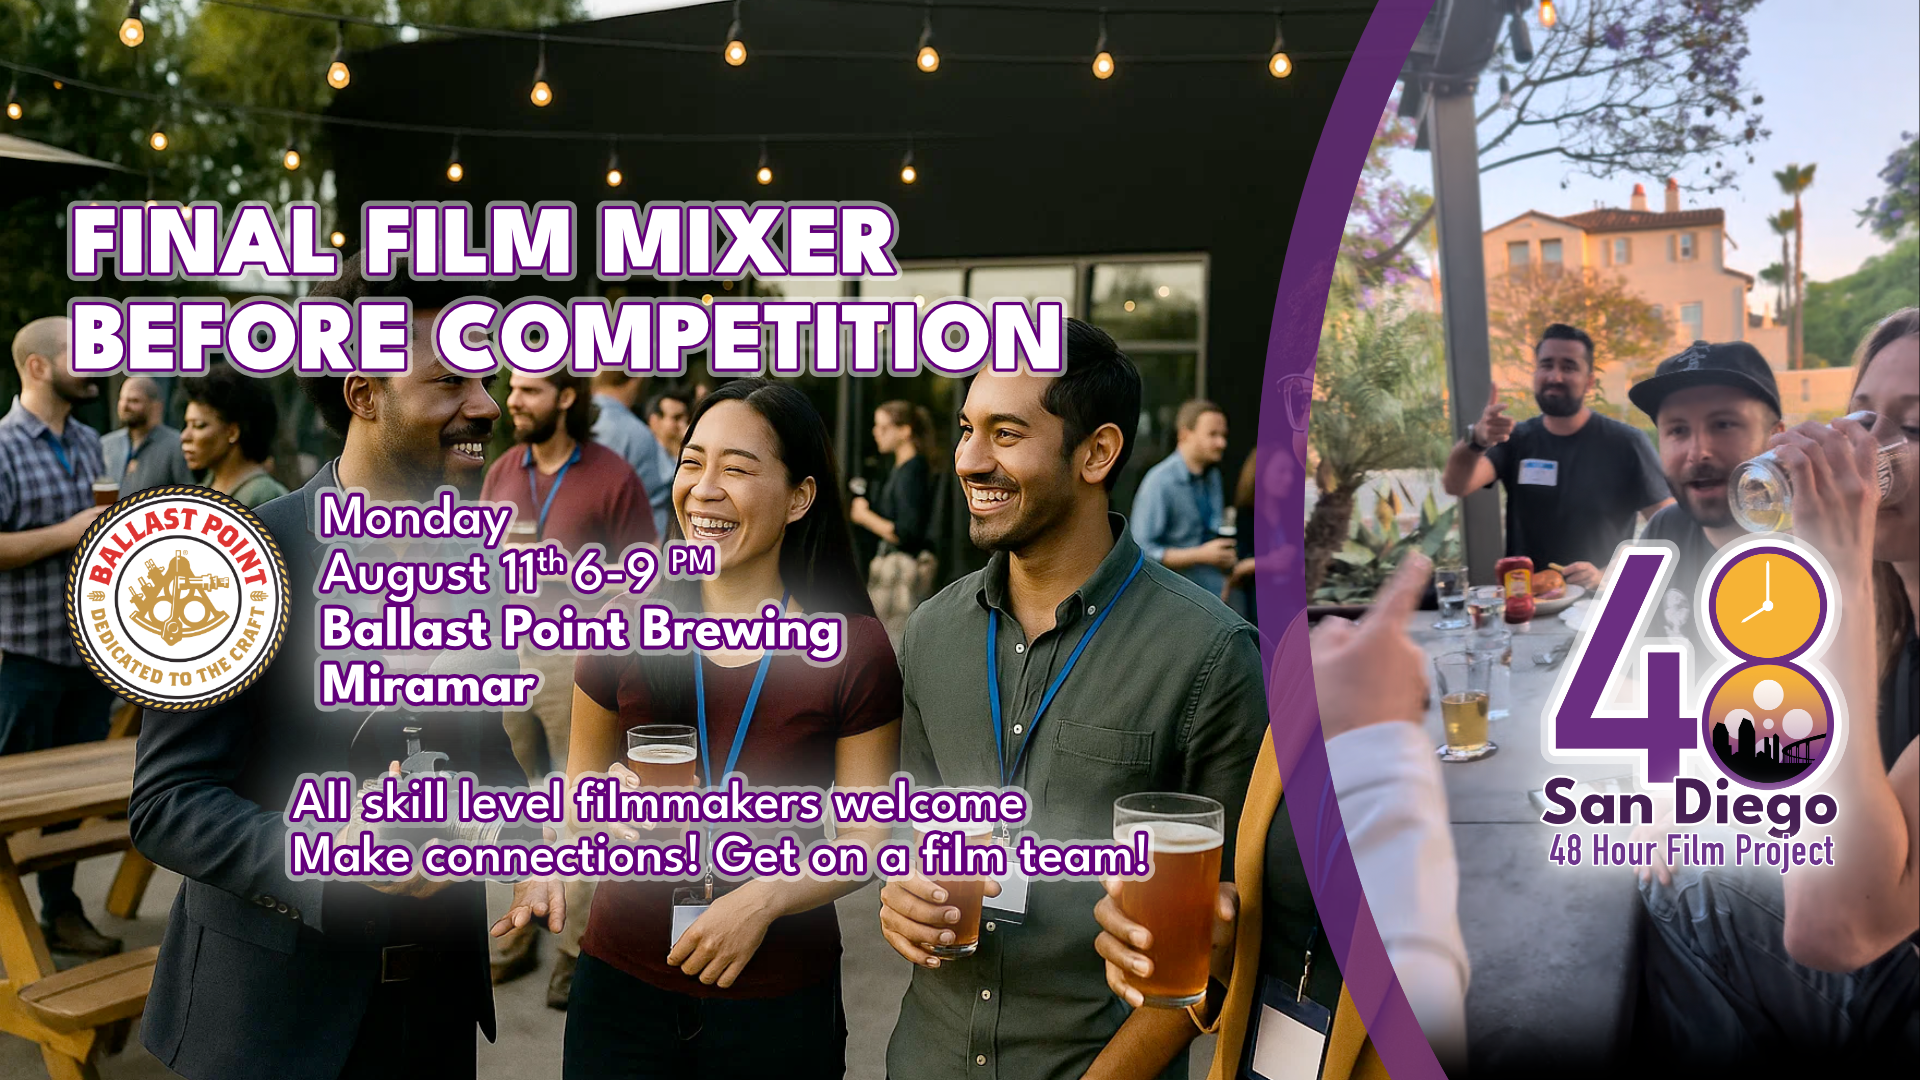 FINAL FILM MIXER
BEFORE COMPETITION
BALLAST POINT
DEDICATED TO THE CRAFT
Monday
August 11th 6-9 PM
Ballast Point Brewing
Miramar
All skill level filmmakers welcome
Make connections! Get on a film team!
48
San Diego
48 Hour Film Project